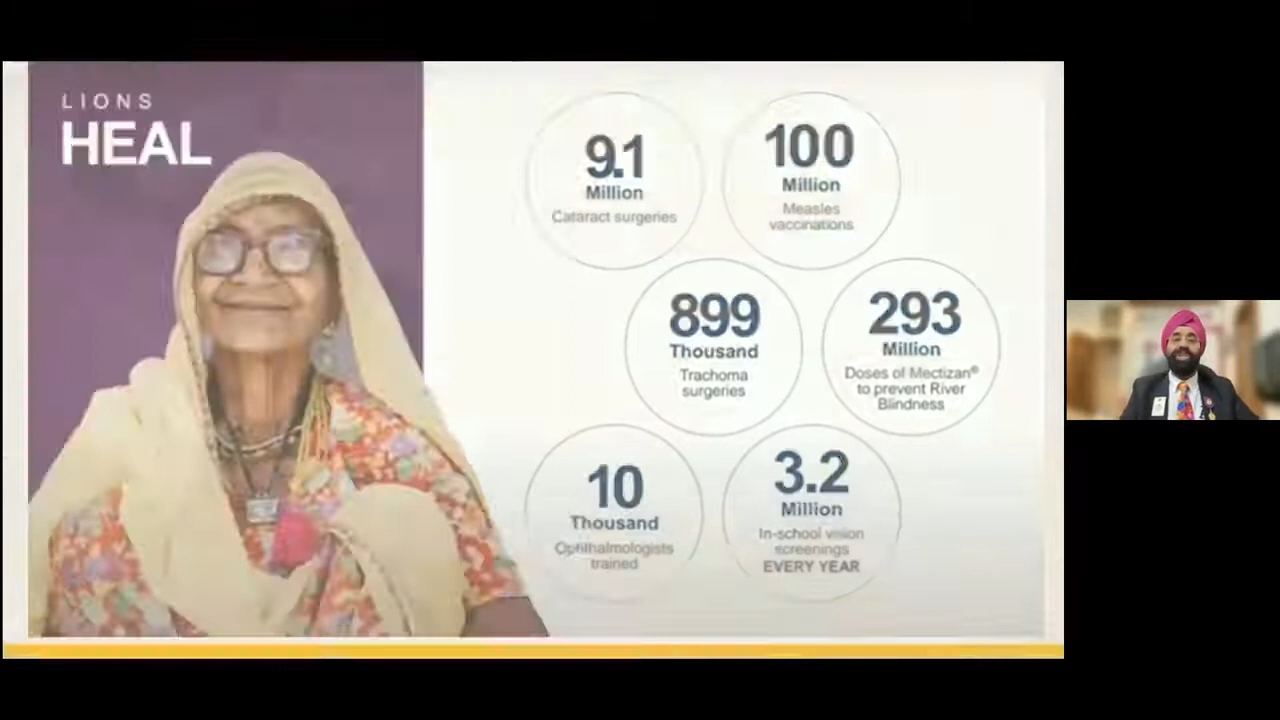 LIONS
HEAL
9.1
Million
Cataract surgeries
100
Million
Measles
vaccinations
899
Thousand
Trachoma
surgeries
293
Million
Doses of Mectizan®
to prevent River
Blindness
10
Thousand
Ophthalmologists
trained
3.2
Million
In-school vision
screenings
EVERY YEAR